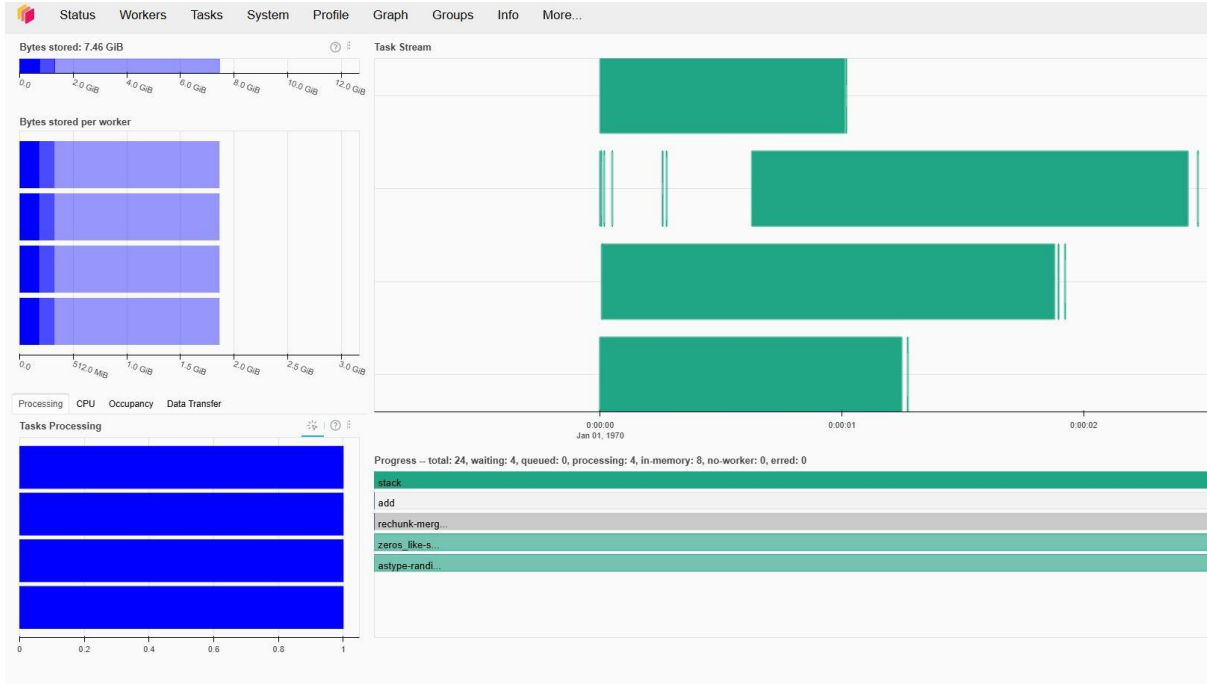 Status Workers Tasks System Profile Graph Groups Info More...
Bytes stored: 7.46 GiB
0.0 2.0 GiB 4.0 GiB 6.0 GiB 8.0 GiB 10.0 GiB 12.0 GiB
Bytes stored per worker
0.0 512.0 MiB 1.0 GiB 1.5 GiB 2.0 GiB 2.5 GiB 3.0 GiB
Processing CPU Occupancy Data Transfer
Tasks Processing
0 0.2 0.4 0.6 0.8 1
Task Stream
0:00:00 0:00:01 0:00:02
Jan 01, 1970
Progress -- total: 24, waiting: 4, queued: 0, processing: 4, in-memory: 8, no-worker: 0, erred: 0
stack
add
rechunk-merg...
zeros_like-s...
astype-randi...